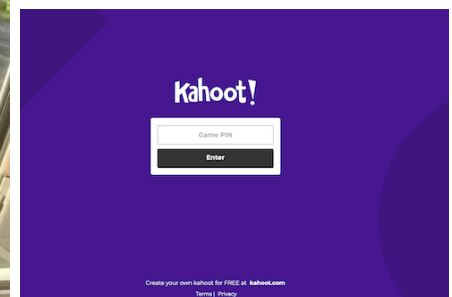 Kahoot!
Game PIN
Enter
Create your own kahoot for FREE at kahoot.com
Terms | Privacy